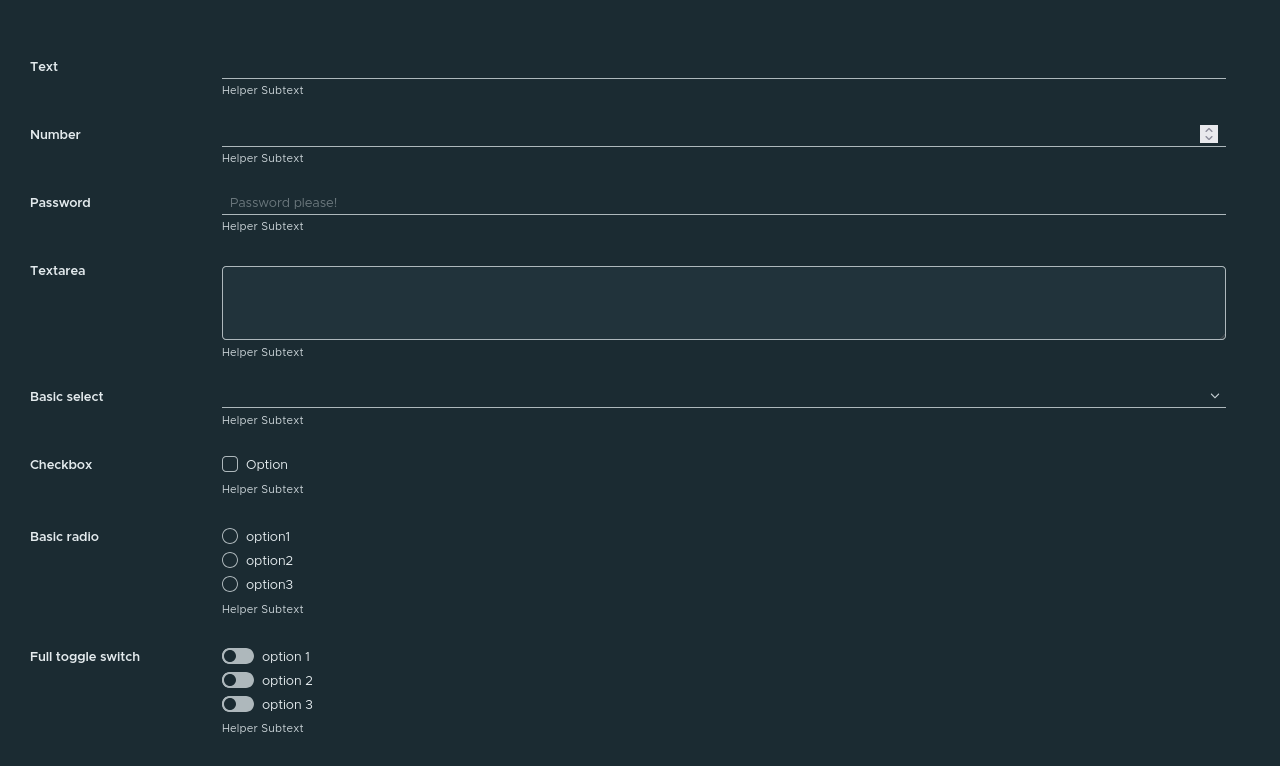 Text
Helper Subtext
Number
Helper Subtext
Password
Password please!
Helper Subtext
Textarea
Helper Subtext
Basic select
Helper Subtext
Checkbox
Option
Helper Subtext
Basic radio
option1
option2
option3
Helper Subtext
Full toggle switch
option 1
option 2
option 3
Helper Subtext